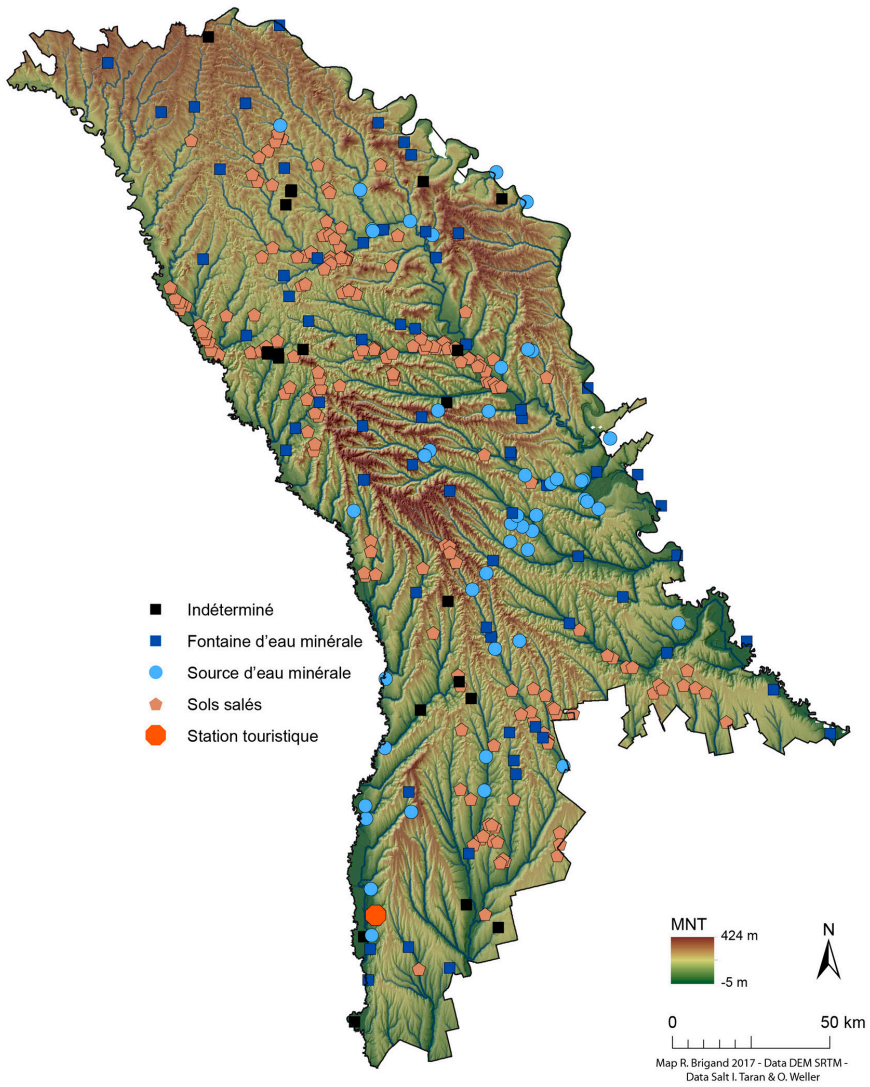 Indéterminé
Fontaine d'eau minérale
Source d'eau minérale
Sols salés
Station touristique
MNT
424 m
-5 m
N
0 50 km
Map R. Brigand 2017 - Data DEM SRTM -
Data Salt I. Taran & O. Weller